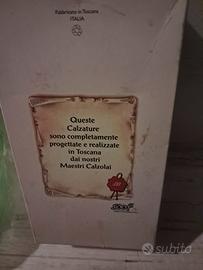 Fabbricato in Toscana
ITALIA
Queste
Calzature
sono completamente
progettate e realizzate
in Toscana
dai nostri
Maestri Calzolai
subito